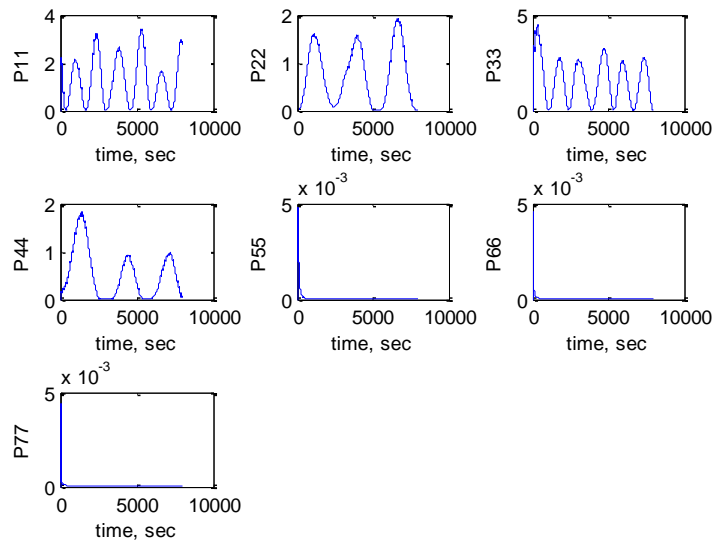 4 2 5
P11 2 P22 1 P33
0 0 0
0 5000 10000 0 5000 10000 0 5000 10000
time, sec time, sec time, sec
x 10^-3 x 10^-3
2 5 5
P44 1 P55 P66
0 0 0
0 5000 10000 0 5000 10000 0 5000 10000
time, sec time, sec time, sec
x 10^-3
5
P77
0
0 5000 10000
time, sec